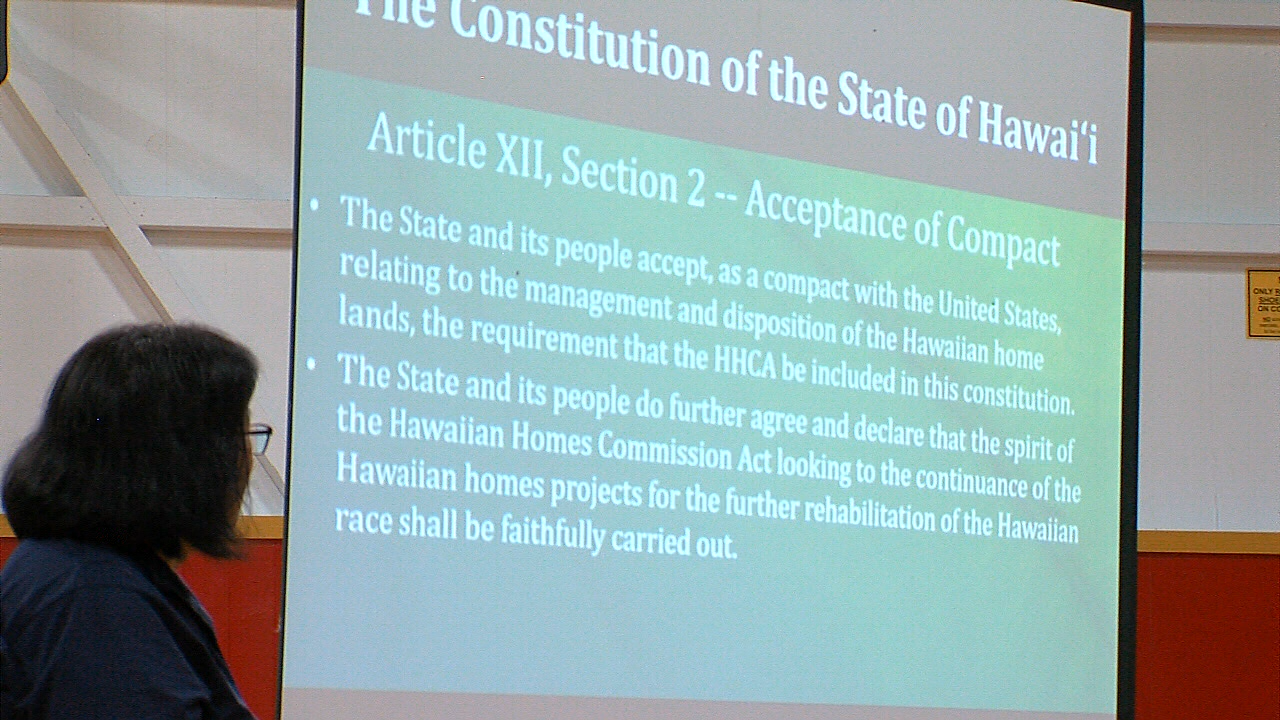 The Constitution of the State of Hawaiʻi
Article XII, Section 2 -- Acceptance of Compact
• The State and its people accept, as a compact with the United States,
relating to the management and disposition of the Hawaiian home
lands, the requirement that the HHCA be included in this constitution.
• The State and its people do further agree and declare that the spirit of
the Hawaiian Homes Commission Act looking to the continuance of the
Hawaiian homes projects for the further rehabilitation of the Hawaiian
race shall be faithfully carried out.
ONLY
ON